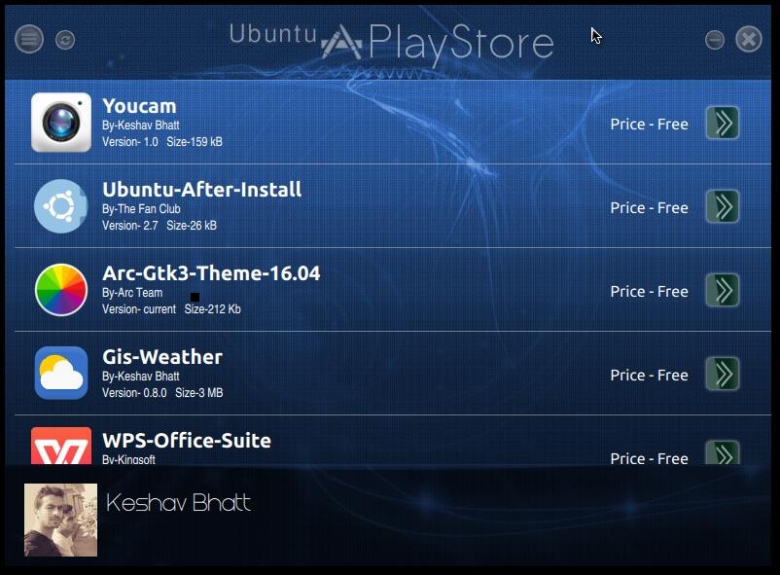 Ubuntu PlayStore
Youcam
By-Keshav Bhatt
Version- 1.0 Size-159 kB
Price - Free
Ubuntu-After-Install
By-The Fan Club
Version- 2.7 Size-26 kB
Price - Free
Arc-Gtk3-Theme-16.04
By-Arc Team
Version- current Size-212 Kb
Price - Free
Gis-Weather
By-Keshav Bhatt
Version- 0.8.0 Size-3 MB
Price - Free
WPS-Office-Suite
By-Kingsoft
Price - Free
Keshav Bhatt